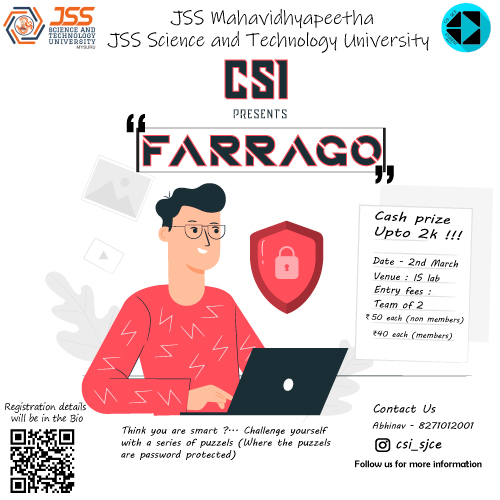 JSS
SCIENCE AND
TECHNOLOGY
UNIVERSITY
MYSURU
JSS Mahavidhyapeetha
JSS Science and Technology University
CSI
PRESENTS
"FARRAGO"
Cash prize
Upto 2k !!!
Date - 2nd March
Venue : IS lab
Entry fees :
Team of 2
₹50 each (non members)
₹40 each (members)
Registration details
will be in the Bio
Think you are smart ?... Challenge yourself
with a series of puzzels (Where the puzzels
are password protected)
Contact Us
Abhinav - 8271012001
csi_sjce
Follow us for more information